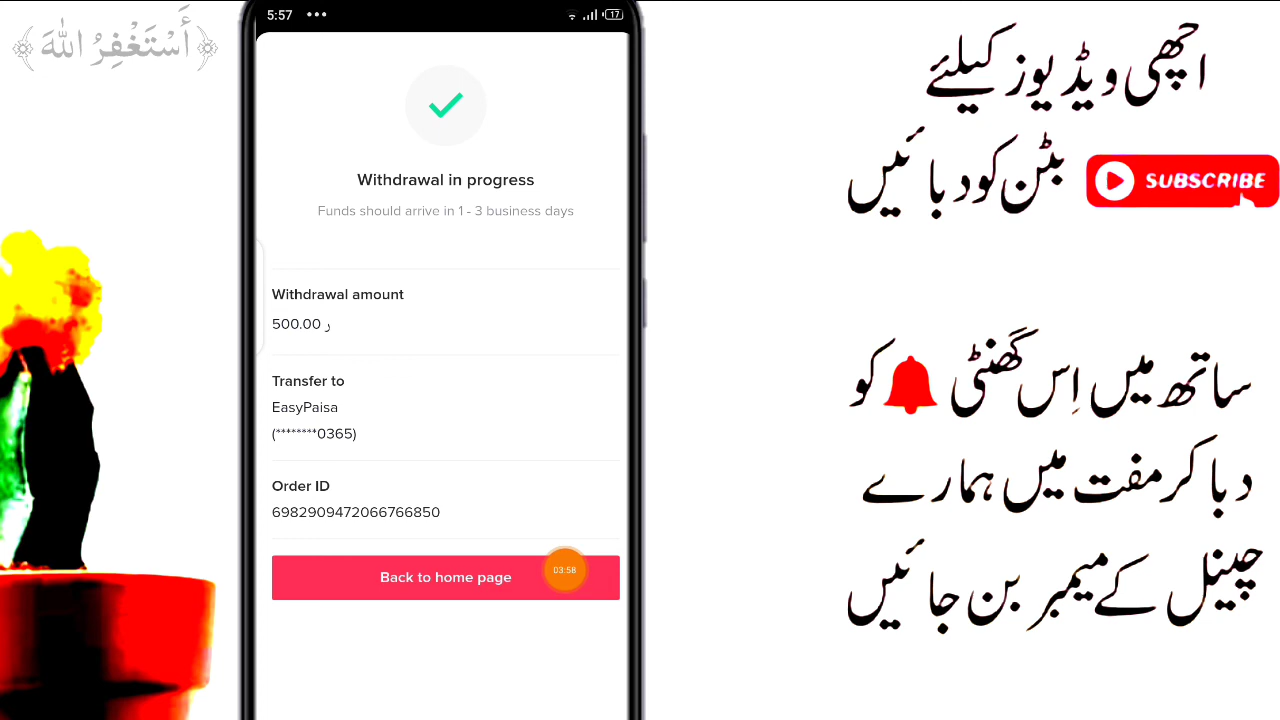 ﴿أَسْتَغْفِرُ اللّٰهَ﴾
5:57 •••
17
Withdrawal in progress
Funds should arrive in 1 - 3 business days
Withdrawal amount
500.00 ر
Transfer to
EasyPaisa
(********0365)
Order ID
6982909472066766850
Back to home page
03:58
اچھی ویڈیوز کیلئے
SUBSCRIBE بٹن کو دبائیں
ساتھ میں اِس گھنٹی کو
دبا کر مفت میں ہمارے
چینل کے میمبر بن جائیں